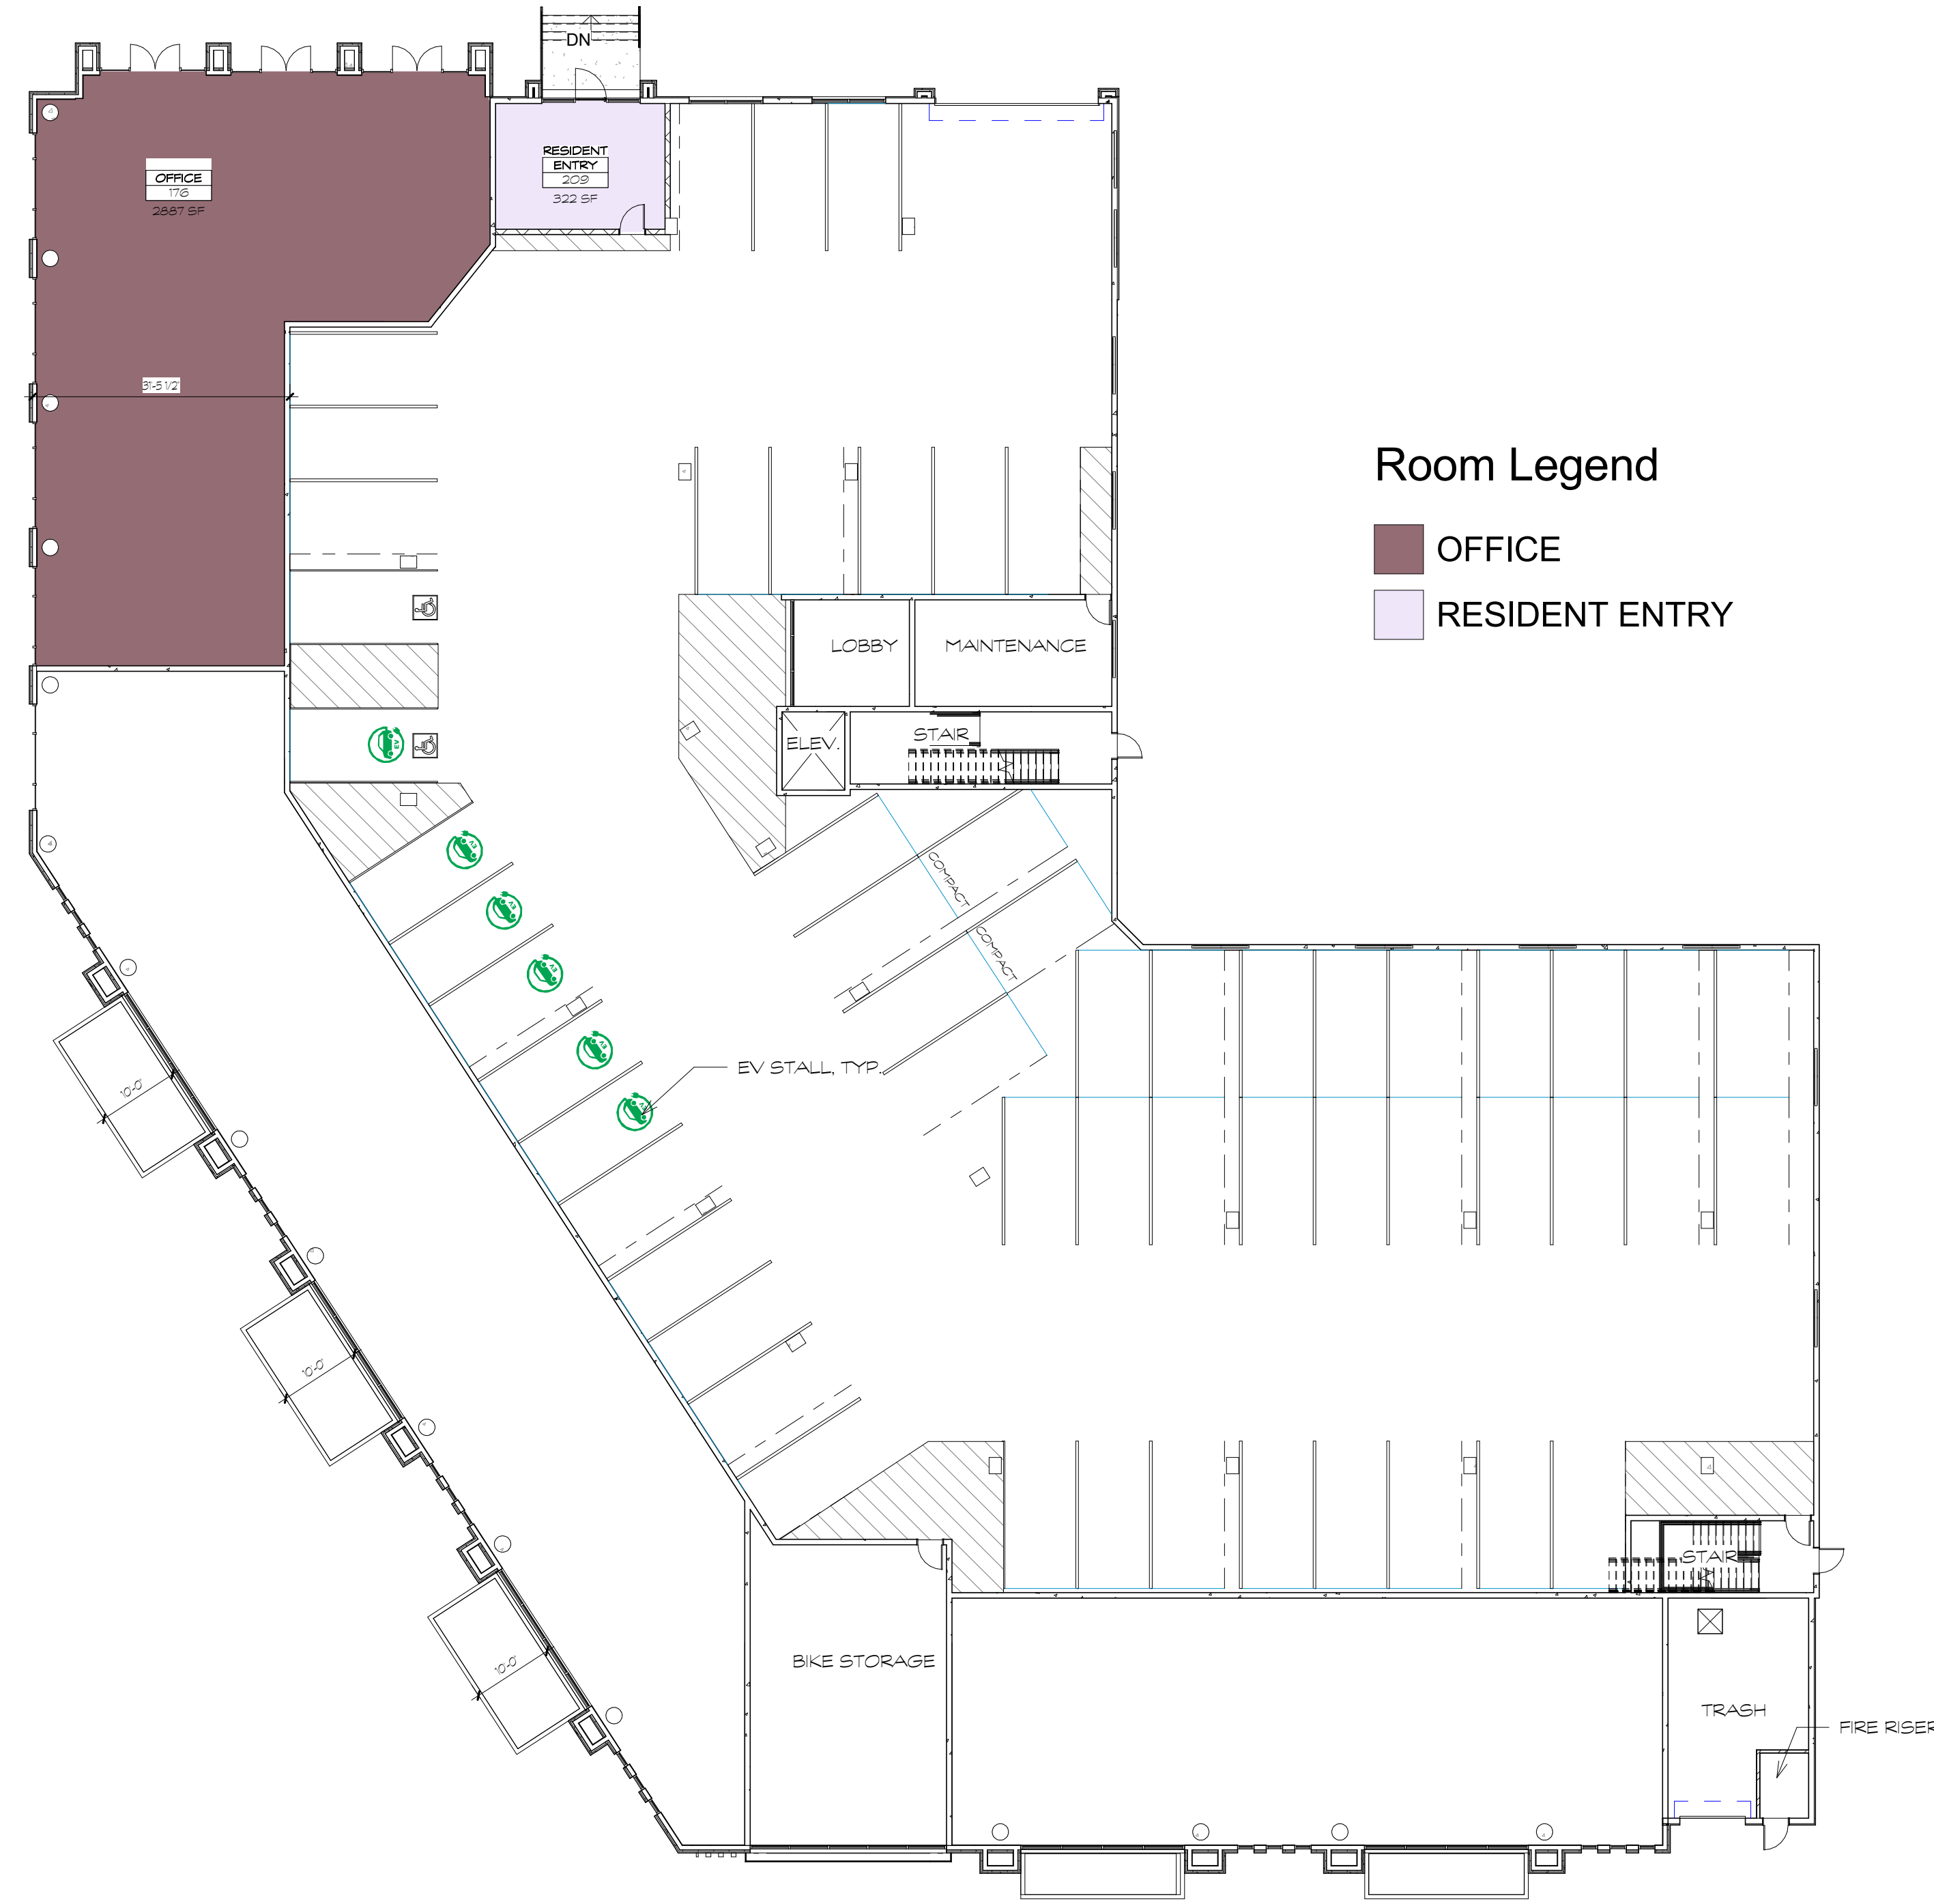 DN
RESIDENT
ENTRY
209
322 SF
OFFICE
176
2887 SF
31'-5 1/2"
Room Legend
OFFICE
RESIDENT ENTRY
LOBBY
MAINTENANCE
ELEV.
STAIR
EV
COMPACT
COMPACT
EV STALL, TYP.
10'-0"
10'-0"
10'-0"
STAIR
BIKE STORAGE
TRASH
FIRE RISER